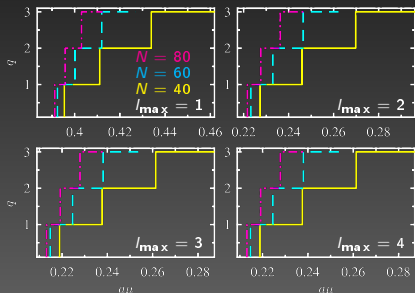 3
2
1
q
N = 80
N = 60
N = 40
l_max = 1
0.4 0.42 0.44 0.46
3
2
1
l_max = 2
0.22 0.24 0.26 0.28
3
2
1
q
l_max = 3
0.22 0.24 0.26 0.28
3
2
1
l_max = 4
0.22 0.24 0.26 0.28